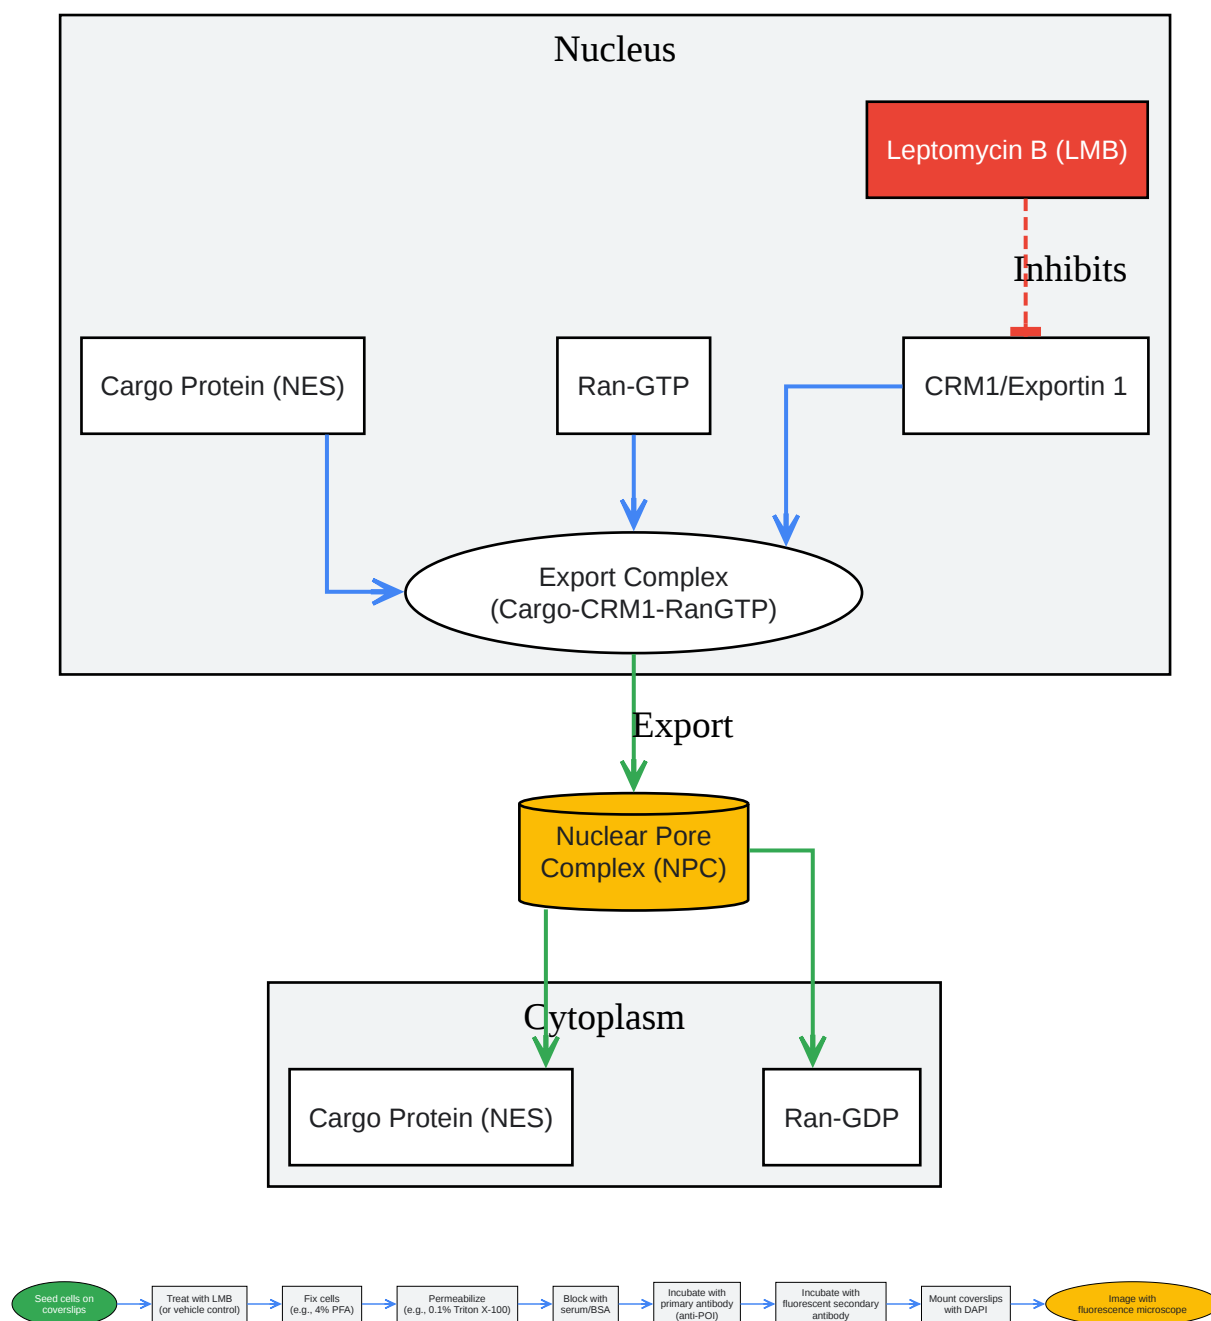 Nucleus
Leptomycin B (LMB)
Inhibits
Cargo Protein (NES)
Ran-GTP
CRM1/Exportin 1
Export Complex
(Cargo-CRM1-RanGTP)
Export
Nuclear Pore
Complex (NPC)
Cytoplasm
Cargo Protein (NES)
Ran-GDP
Seed cells on
coverslips
Treat with LMB
(or vehicle control)
Fix cells
(e.g., 4% PFA)
Permeabilize
(e.g., 0.1% Triton X-100)
Block with
serum/BSA
Incubate with
primary antibody
(anti-POI)
Incubate with
fluorescent secondary
antibody
Mount coverslips
with DAPI
Image with
fluorescence microscope